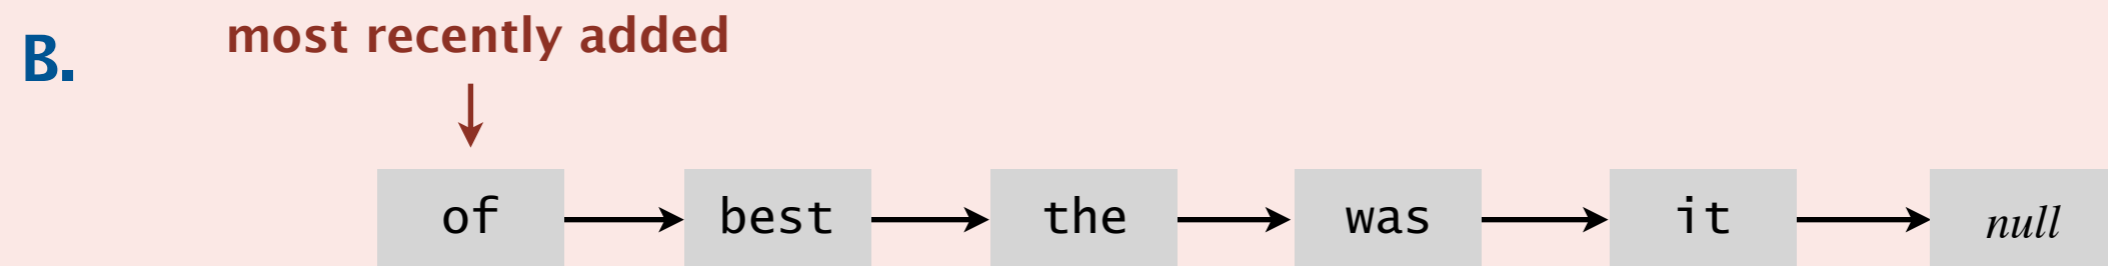 B.
most recently added
of best the was it null